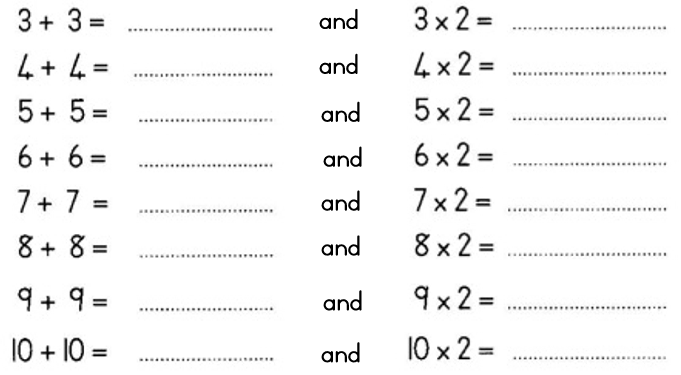 3 + 3 = .......................... and 3 x 2 = ..........................
4 + 4 = .......................... and 4 x 2 = ..........................
5 + 5 = .......................... and 5 x 2 = ..........................
6 + 6 = .......................... and 6 x 2 = ..........................
7 + 7 = .......................... and 7 x 2 = ..........................
8 + 8 = .......................... and 8 x 2 = ..........................
9 + 9 = .......................... and 9 x 2 = ..........................
10 + 10 = .......................... and 10 x 2 = ..........................